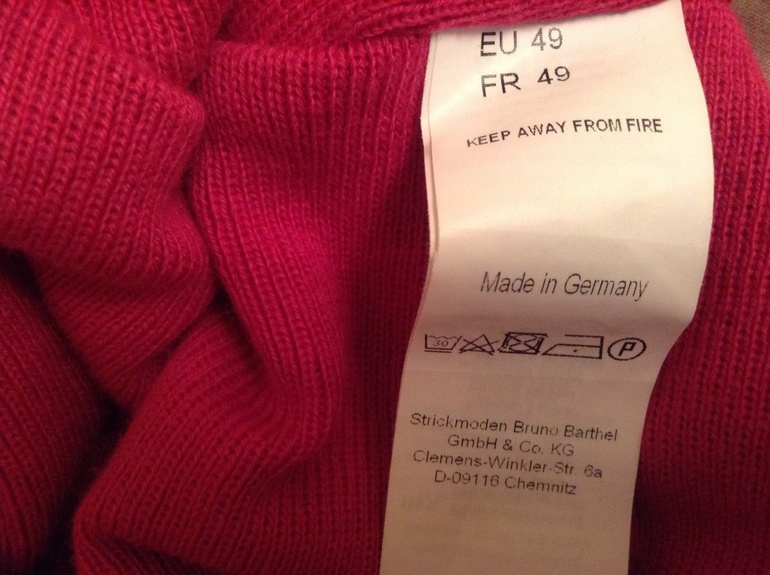 EU 49
FR 49
KEEP AWAY FROM FIRE
Made in Germany
30 P
Strickmoden Bruno Barthel
GmbH & Co. KG
Clemens-Winkler-Str. 6a
D-09116 Chemnitz